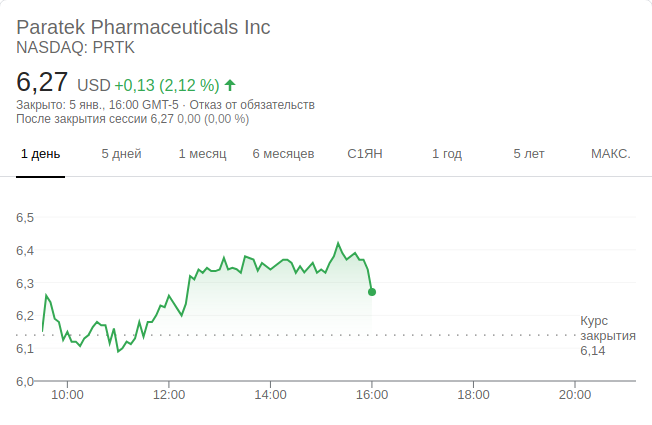 Paratek Pharmaceuticals Inc
NASDAQ: PRTK
6,27 USD +0,13 (2,12 %)
Закрыто: 5 янв., 16:00 GMT-5 · Отказ от обязательств
После закрытия сессии 6,27 0,00 (0,00 %)
1 день 5 дней 1 месяц 6 месяцев С1ЯН 1 год 5 лет МАКС.
6,5
6,4
6,3
6,2
Курс
закрытия
6,14
6,1
6,0
10:00 12:00 14:00 16:00 18:00 20:00